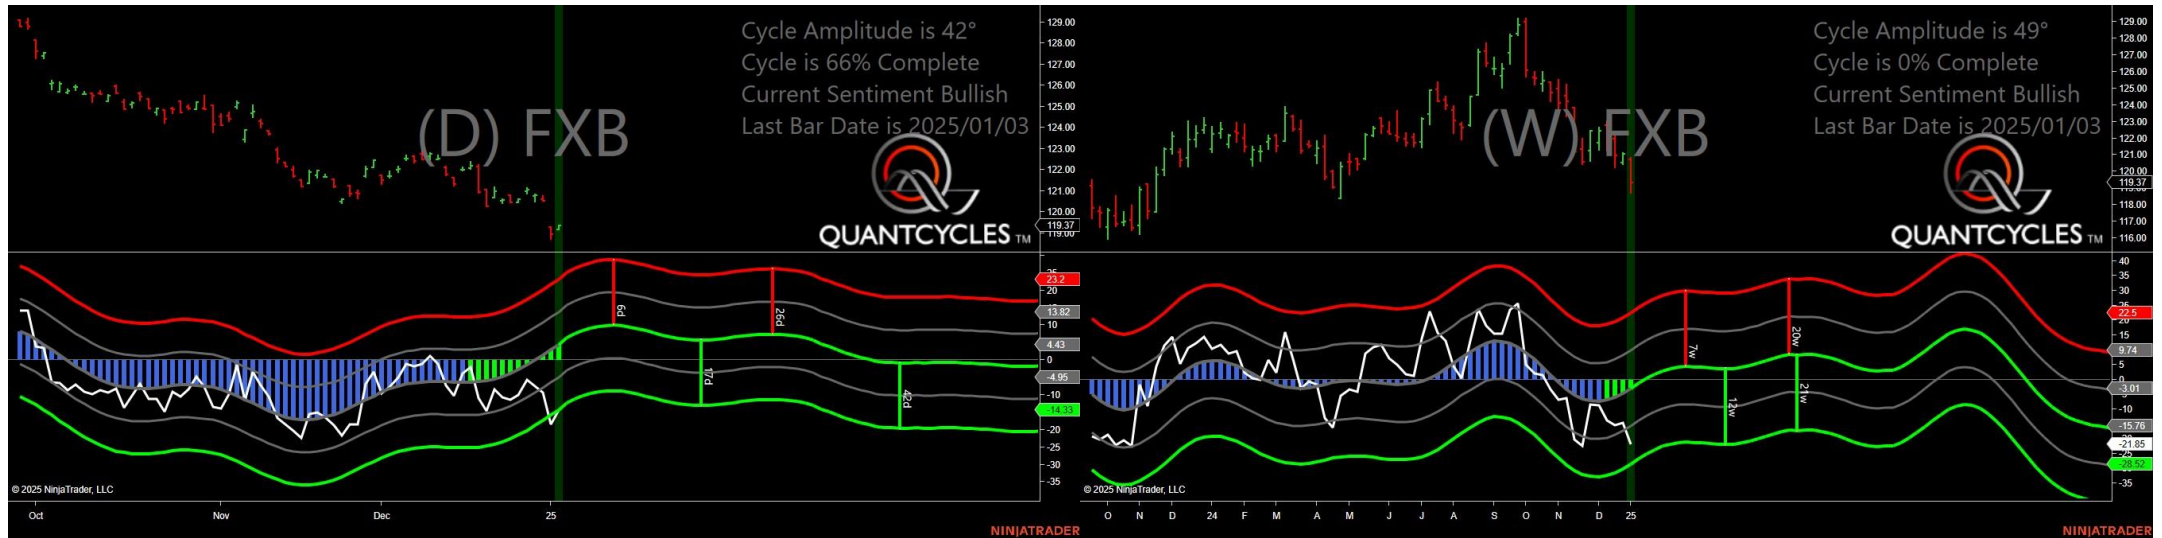 Cycle Amplitude is 42°
Cycle is 66% Complete
Current Sentiment Bullish
Last Bar Date is 2025/01/03
(D) FXB
QUANTCYCLES TM
129.00
128.00
127.00
126.00
125.00
124.00
123.00
122.00
121.00
120.00
119.37
119.00
23.2
20
13.82
10
4.43
0
-4.95
-10
-14.33
-20
-25
-30
-35
6d
17d
26d
42d
© 2025 NinjaTrader, LLC
Oct
Nov
Dec
25
NINJATRADER
Cycle Amplitude is 49°
Cycle is 0% Complete
Current Sentiment Bullish
Last Bar Date is 2025/01/03
(W) FXB
QUANTCYCLES TM
129.00
128.00
127.00
126.00
125.00
124.00
123.00
122.00
121.00
120.00
119.37
118.00
117.00
116.00
40
35
30
22.5
20
15
9.74
5
0
-3.01
-10
-15.76
-21.85
-25
-28.52
-35
7w
12w
20w
21w
© 2025 NinjaTrader, LLC
O N D 24 F M A M J J A S O N D 25
NINJATRADER